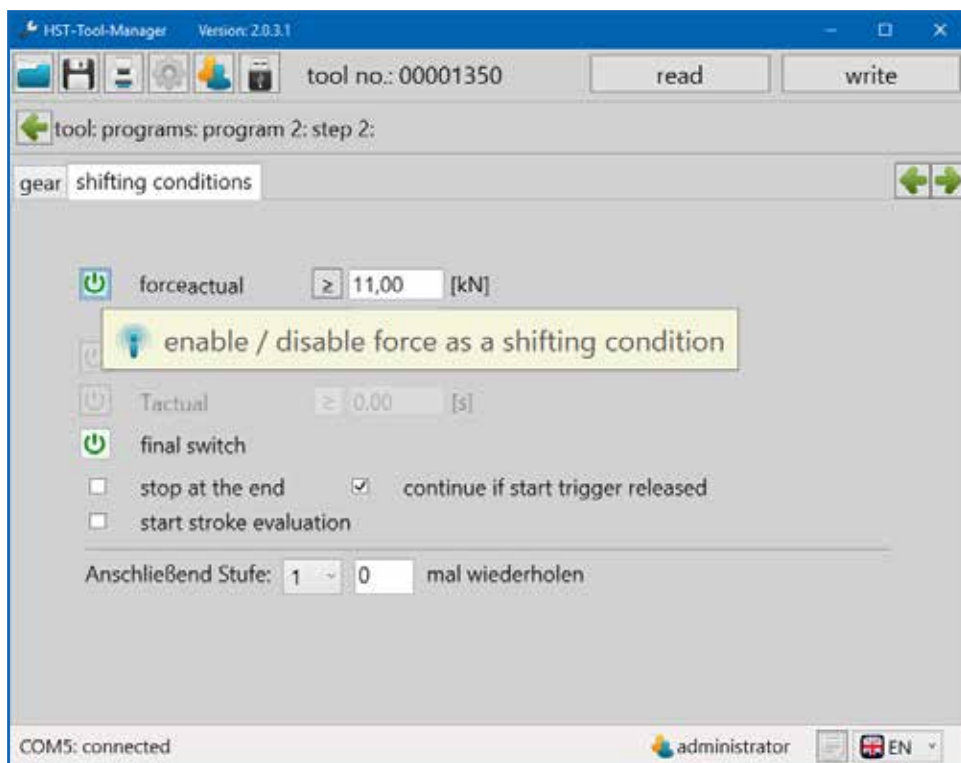 HST-Tool-Manager Version: 2.0.3.1
tool no.: 00001350 read write
tool: programs: program 2: step 2:
gear shifting conditions
forceactual ≥ 11,00 [kN]
enable / disable force as a shifting condition
Tactual ≥ 0.00 [s]
final switch
stop at the end continue if start trigger released
start stroke evaluation
Anschließend Stufe: 1 0 mal wiederholen
COM5: connected administrator EN